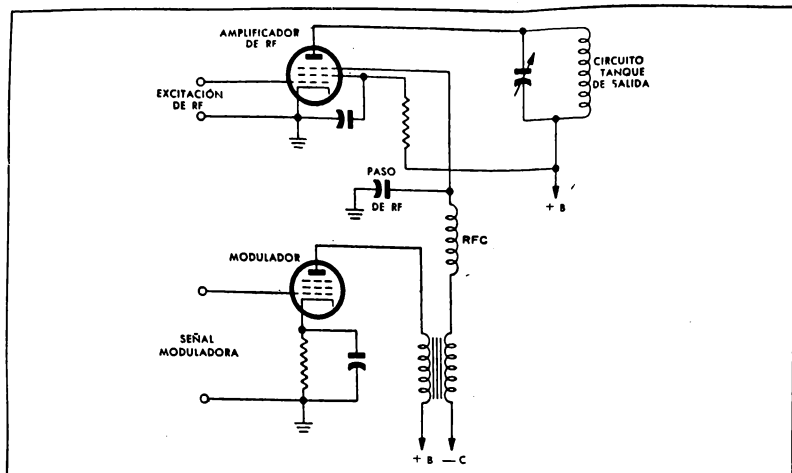 AMPLIFICADOR
DE RF
EXCITACIÓN
DE RF
CIRCUITO
TANQUE
DE SALIDA
+ B
PASO
DE RF
RFC
MODULADOR
SEÑAL
MODULADORA
+ B — C